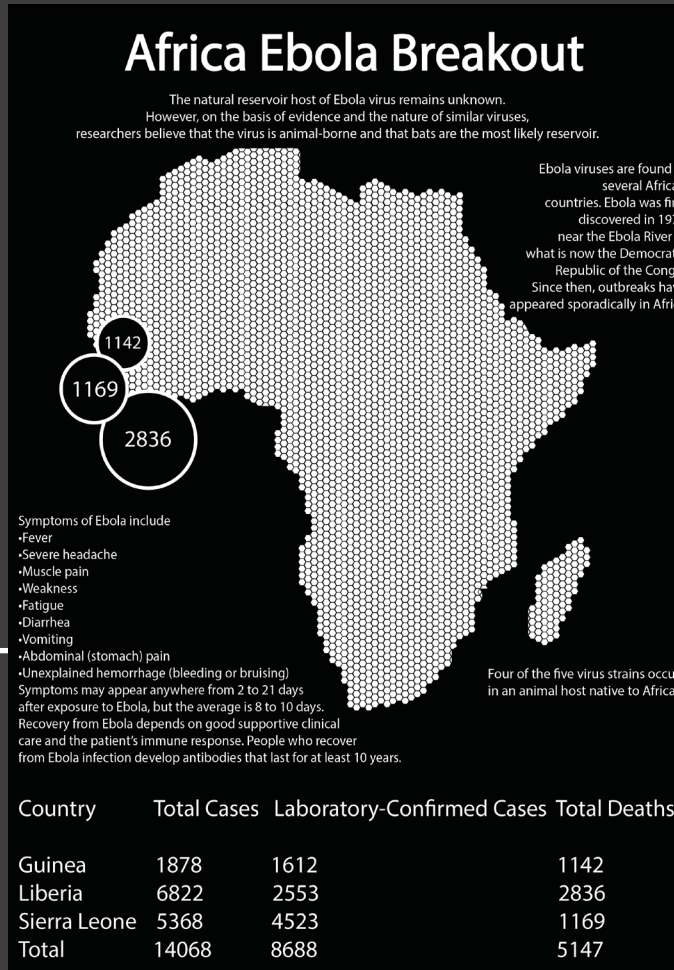 Africa Ebola Breakout
The natural reservoir host of Ebola virus remains unknown.
However, on the basis of evidence and the nature of similar viruses,
researchers believe that the virus is animal-borne and that bats are the most likely reservoir.
Ebola viruses are found
several Africa
countries. Ebola was fi
discovered in 197
near the Ebola River
what is now the Democrat
Republic of the Cong
Since then, outbreaks ha
appeared sporadically in Afri
1142
1169
2836
Symptoms of Ebola include
•Fever
•Severe headache
•Muscle pain
•Weakness
•Fatigue
•Diarrhea
•Vomiting
•Abdominal (stomach) pain
•Unexplained hemorrhage (bleeding or bruising)
Symptoms may appear anywhere from 2 to 21 days
after exposure to Ebola, but the average is 8 to 10 days.
Recovery from Ebola depends on good supportive clinical
care and the patient's immune response. People who recover
from Ebola infection develop antibodies that last for at least 10 years.
Four of the five virus strains occu
in an animal host native to Africa
Country Total Cases Laboratory-Confirmed Cases Total Deaths
Guinea 1878 1612 1142
Liberia 6822 2553 2836
Sierra Leone 5368 4523 1169
Total 14068 8688 5147